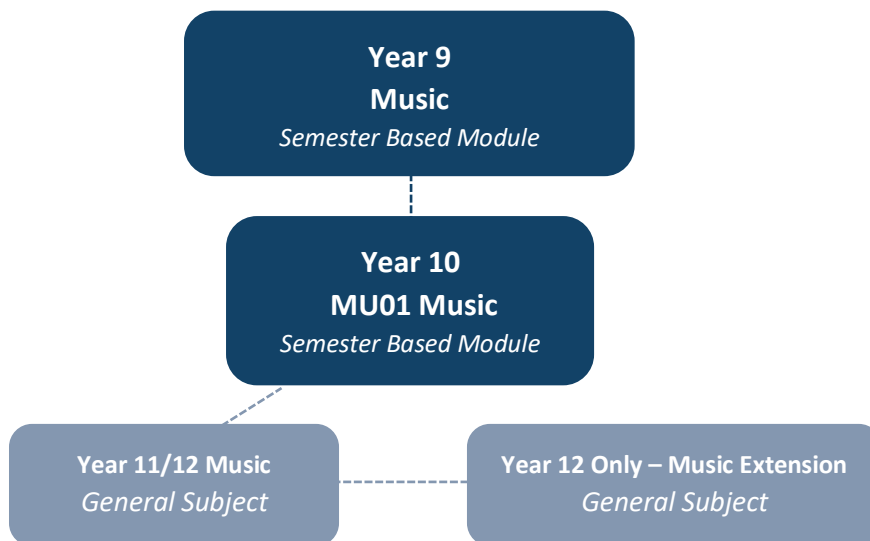 Year 9
Music
Semester Based Module
Year 10
MU01 Music
Semester Based Module
Year 11/12 Music
General Subject
Year 12 Only – Music Extension
General Subject